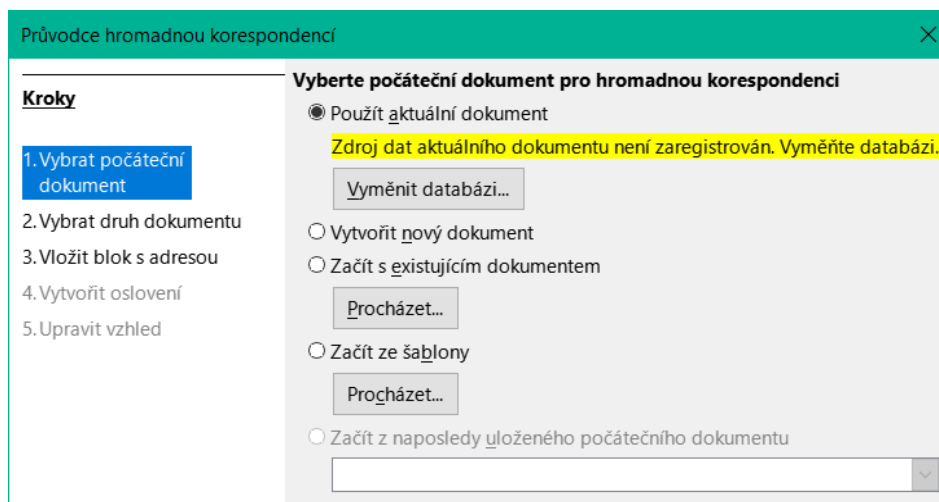 Průvodce hromadnou korespondencí
Kroky
1. Vybrat počáteční
dokument
2. Vybrat druh dokumentu
3. Vložit blok s adresou
4. Vytvořit oslovení
5. Upravit vzhled
Vyberte počáteční dokument pro hromadnou korespondenci
Použít aktuální dokument
Zdroj dat aktuálního dokumentu není zaregistrován. Vyměňte databázi.
Vyměnit databázi...
Vytvořit nový dokument
Začít s existujícím dokumentem
Procházet...
Začít ze šablony
Procházet...
Začít z naposledy uloženého počátečního dokumentu